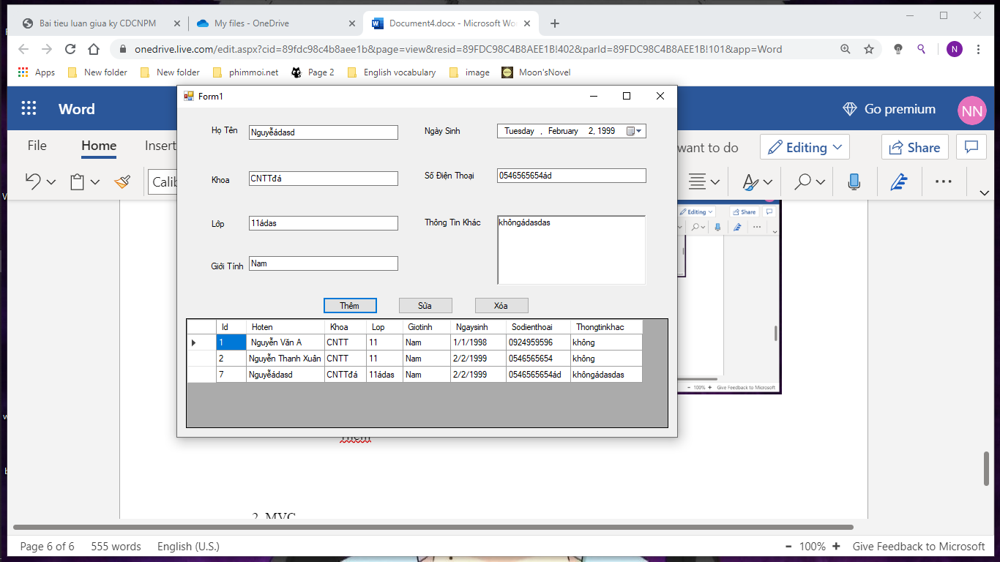 Bai tieu luan giua ky CDCNPM
My files - OneDrive
Document4.docx - Microsoft Wo
onedrive.live.com/edit.aspx?cid=89fdc98c4b8aee1b&page=view&resid=89FDC98C4B8AEE1B!402&parId=89FDC98C4B8AEE1B!101&app=Word
N
Apps New folder New folder phimmoi.net Page 2 English vocabulary image Moon'sNovel
Word
Go premium
NN
File Home Insert
want to do
Editing Share
Calib
Form1
Họ Tên Nguyễádasd
Ngày Sinh Tuesday , February 2, 1999
Khoa CNTTđá
Số Điện Thoại 0546565654ád
Lớp 11ádas
Thông Tin Khác khôngádasdas
Giới Tính Nam
Thêm Sửa Xóa
Id Hoten Khoa Lop Giotinh Ngaysinh Sodienthoai Thongtinkhac
1 Nguyễn Văn A CNTT 11 Nam 1/1/1998 0924959596 không
2 Nguyễn Thanh Xuân CNTT 11 Nam 2/2/1999 0546565654 không
7 Nguyễádasd CNTTđá 11ádas Nam 2/2/1999 0546565654ád khôngádasdas
Editing Share
100% Give Feedback to Microsoft
Thêm
2. MVC
Page 6 of 6 555 words English (U.S.)
100% Give Feedback to Microsoft